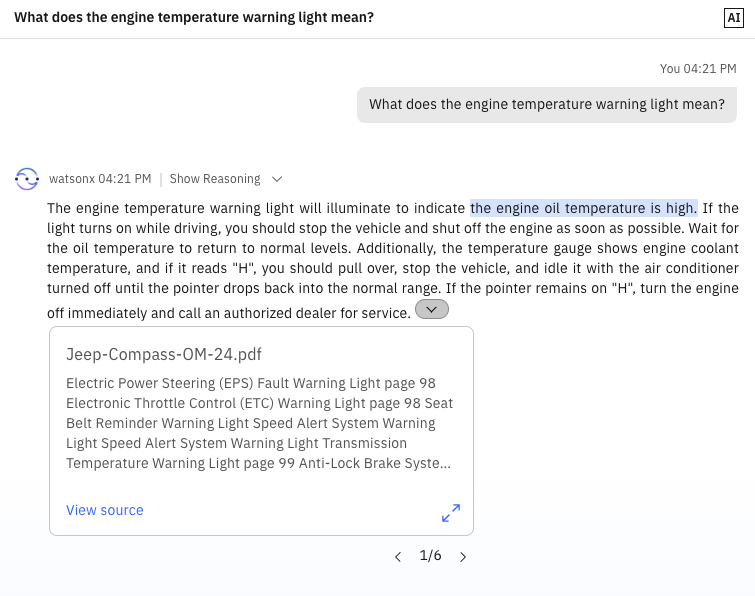 What does the engine temperature warning light mean?
AI
You 04:21 PM
What does the engine temperature warning light mean?
watsonx 04:21 PM | Show Reasoning
The engine temperature warning light will illuminate to indicate the engine oil temperature is high. If the
light turns on while driving, you should stop the vehicle and shut off the engine as soon as possible. Wait for
the oil temperature to return to normal levels. Additionally, the temperature gauge shows engine coolant
temperature, and if it reads "H", you should pull over, stop the vehicle, and idle it with the air conditioner
turned off until the pointer drops back into the normal range. If the pointer remains on "H", turn the engine
off immediately and call an authorized dealer for service.
Jeep-Compass-OM-24.pdf
Electric Power Steering (EPS) Fault Warning Light page 98
Electronic Throttle Control (ETC) Warning Light page 98 Seat
Belt Reminder Warning Light Speed Alert System Warning
Light Speed Alert System Warning Light Transmission
Temperature Warning Light page 99 Anti-Lock Brake Syste...
View source
1/6